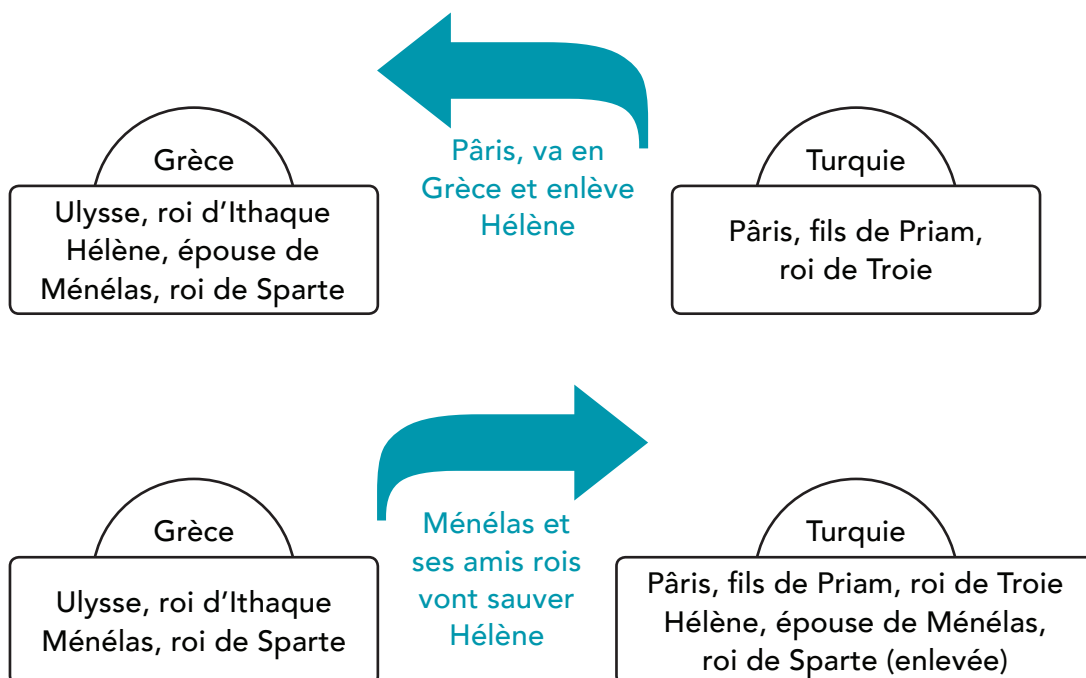 Grèce
Ulysse, roi d'Ithaque
Hélène, épouse de
Ménélas, roi de Sparte
Pâris, va en
Grèce et enlève
Hélène
Turquie
Pâris, fils de Priam,
roi de Troie
Grèce
Ulysse, roi d'Ithaque
Ménélas, roi de Sparte
Ménélas et
ses amis rois
vont sauver
Hélène
Turquie
Pâris, fils de Priam, roi de Troie
Hélène, épouse de Ménélas,
roi de Sparte (enlevée)